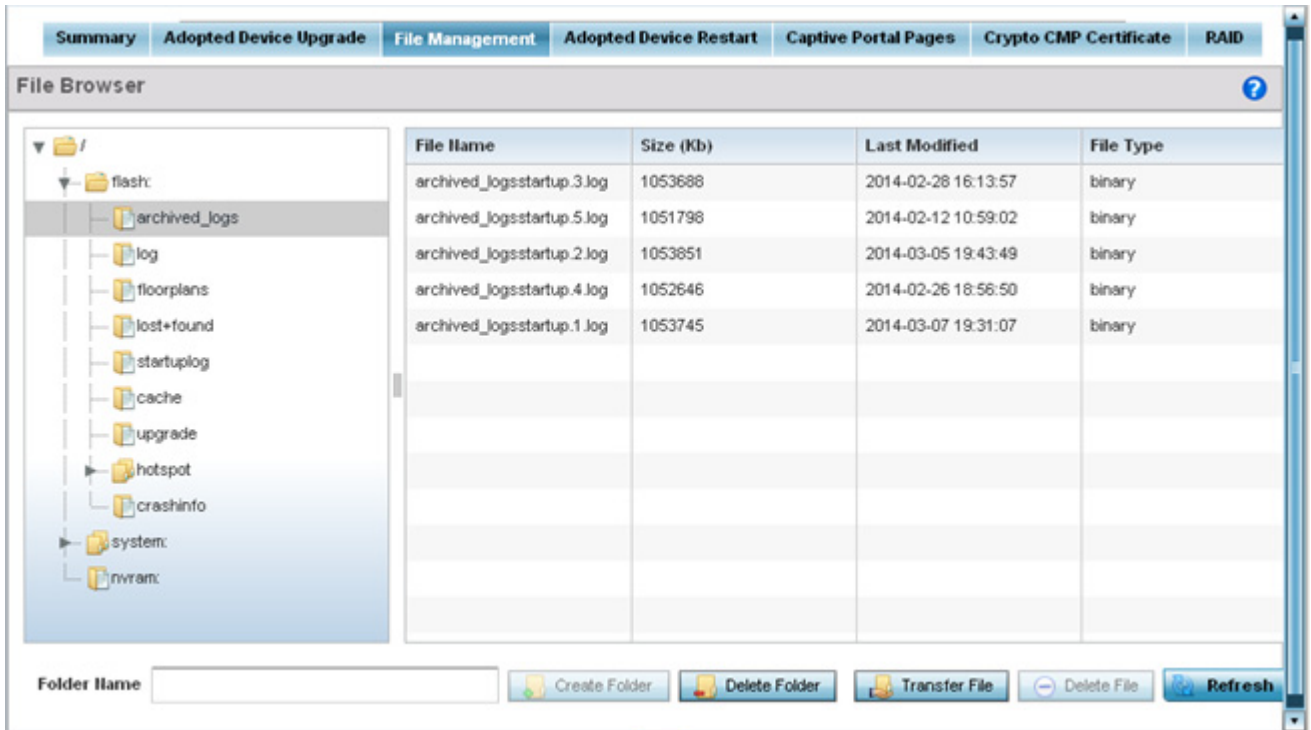 Summary Adopted Device Upgrade File Management Adopted Device Restart Captive Portal Pages Crypto CMP Certificate RAID
File Browser ?
/
flash:
archived_logs
log
floorplans
lost+found
startuplog
cache
upgrade
hotspot
crashinfo
system:
nvram:
File Name Size (Kb) Last Modified File Type
archived_logsstartup.3.log 1053688 2014-02-28 16:13:57 binary
archived_logsstartup.5.log 1051798 2014-02-12 10:59:02 binary
archived_logsstartup.2.log 1053851 2014-03-05 19:43:49 binary
archived_logsstartup.4.log 1052646 2014-02-26 18:56:50 binary
archived_logsstartup.1.log 1053745 2014-03-07 19:31:07 binary
Folder Name Create Folder Delete Folder Transfer File Delete File Refresh